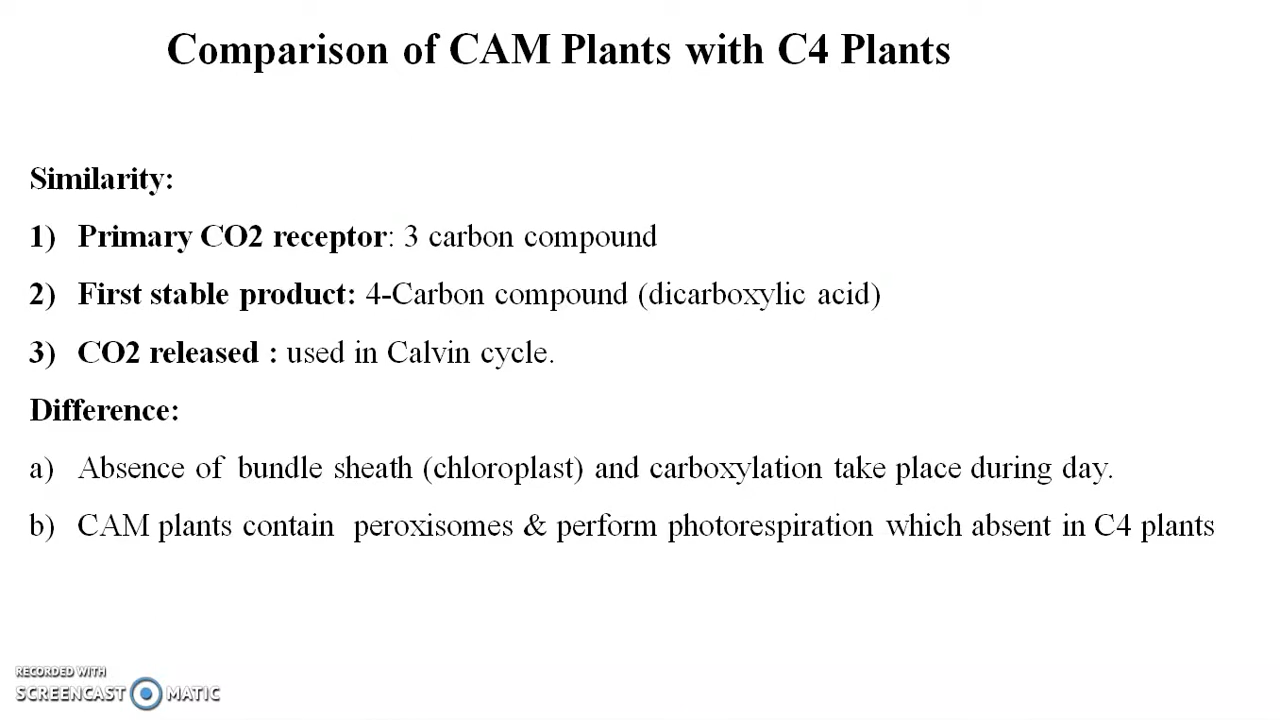 Comparison of CAM Plants with C4 Plants
Similarity:
1) Primary CO2 receptor: 3 carbon compound
2) First stable product: 4-Carbon compound (dicarboxylic acid)
3) CO2 released : used in Calvin cycle.
Difference:
a) Absence of bundle sheath (chloroplast) and carboxylation take place during day.
b) CAM plants contain peroxisomes & perform photorespiration which absent in C4 plants
RECORDED WITH
SCREENCAST MATIC